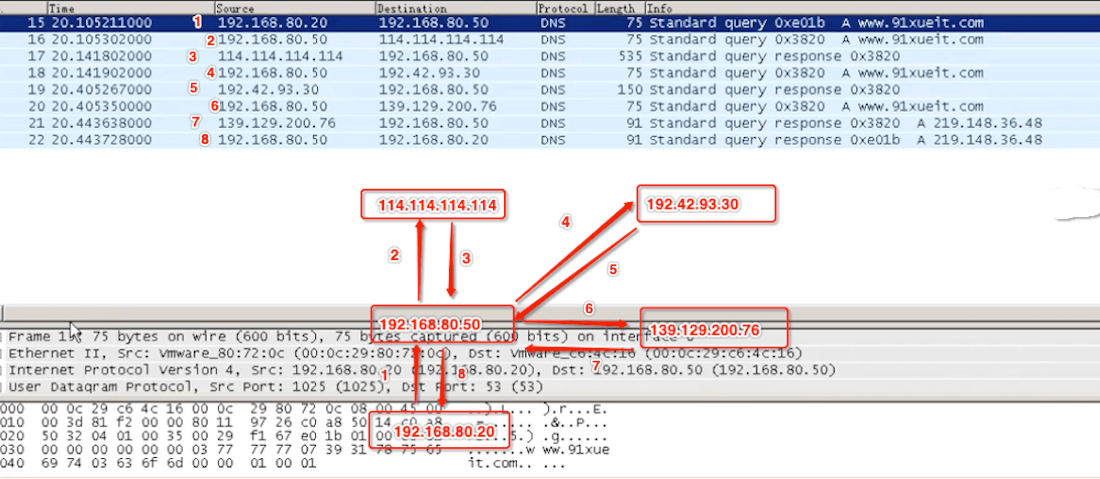 Time Source Destination Protocol Length Info
15 20.105211000 1 192.168.80.20 192.168.80.50 DNS 75 Standard query 0xe01b A www.91xueit.com
16 20.105302000 2 192.168.80.50 114.114.114.114 DNS 75 Standard query 0x3820 A www.91xueit.com
17 20.141802000 3 114.114.114.114 192.168.80.50 DNS 535 Standard query response 0x3820
18 20.141902000 4 192.168.80.50 192.42.93.30 DNS 75 Standard query 0x3820 A www.91xueit.com
19 20.405267000 5 192.42.93.30 192.168.80.50 DNS 150 Standard query response 0x3820
20 20.405350000 6 192.168.80.50 139.129.200.76 DNS 75 Standard query 0x3820 A www.91xueit.com
21 20.443638000 7 139.129.200.76 192.168.80.50 DNS 91 Standard query response 0x3820 A 219.148.36.48
22 20.443728000 8 192.168.80.50 192.168.80.20 DNS 91 Standard query response 0xe01b A 219.148.36.48
114.114.114.114
192.42.93.30
4
2
3
5
6
192.168.80.50
139.129.200.76
Frame 1 75 bytes on wire (600 bits), 75 bytes captured (600 bits) on interface 0
Ethernet II, Src: Vmware_80:72:0c (00:0c:29:80:72:0c), Dst: Vmware_c6:4c:16 (00:0c:29:c6:4c:16)
7
Internet Protocol Version 4, Src: 192.168.80.20 (192.168.80.20), Dst: 192.168.80.50 (192.168.80.50)
1
8
User Datagram Protocol, Src Port: 1025 (1025), Dst Port: 53 (53)
000 00 0c 29 c6 4c 16 00 0c 29 80 72 0c 08 00 45 00 ..).L... ).r...E.
010 00 3d 81 f2 00 00 80 11 97 26 c0 a8 50 14 c0 a8 .&..P...
192.168.80.20
020 50 32 04 01 00 35 00 29 f1 67 e0 1b 01 00 .5.) .g......
030 00 00 00 00 00 00 03 77 77 77 07 39 31 78 75 65 .......w ww.91xue
040 69 74 03 63 6f 6d 00 00 01 00 01 it.com.. ...